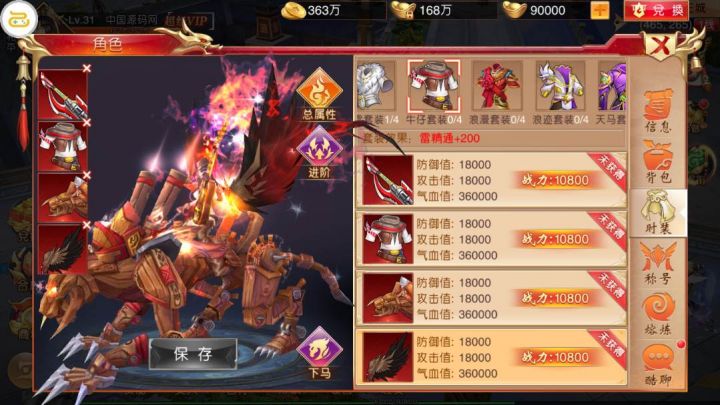 Lv.31 中国源码网
VIP
363万
168万
90000
兑换
角色
总属性
进阶
下马
保存
套装1/4
牛仔套装0/4
浪漫套装0/4
浪迹套装0/4
天马套
套装效果: 雷精通+200
防御值: 18000
攻击值: 18000
气血值: 360000
战力:10800
未获得
防御值: 18000
攻击值: 18000
气血值: 360000
战力:10800
未获得
防御值: 18000
攻击值: 18000
气血值: 360000
战力:10800
未获得
防御值: 18000
攻击值: 18000
气血值: 360000
战力:10800
未获得
信息
背包
时装
称号
熔炼
酷聊